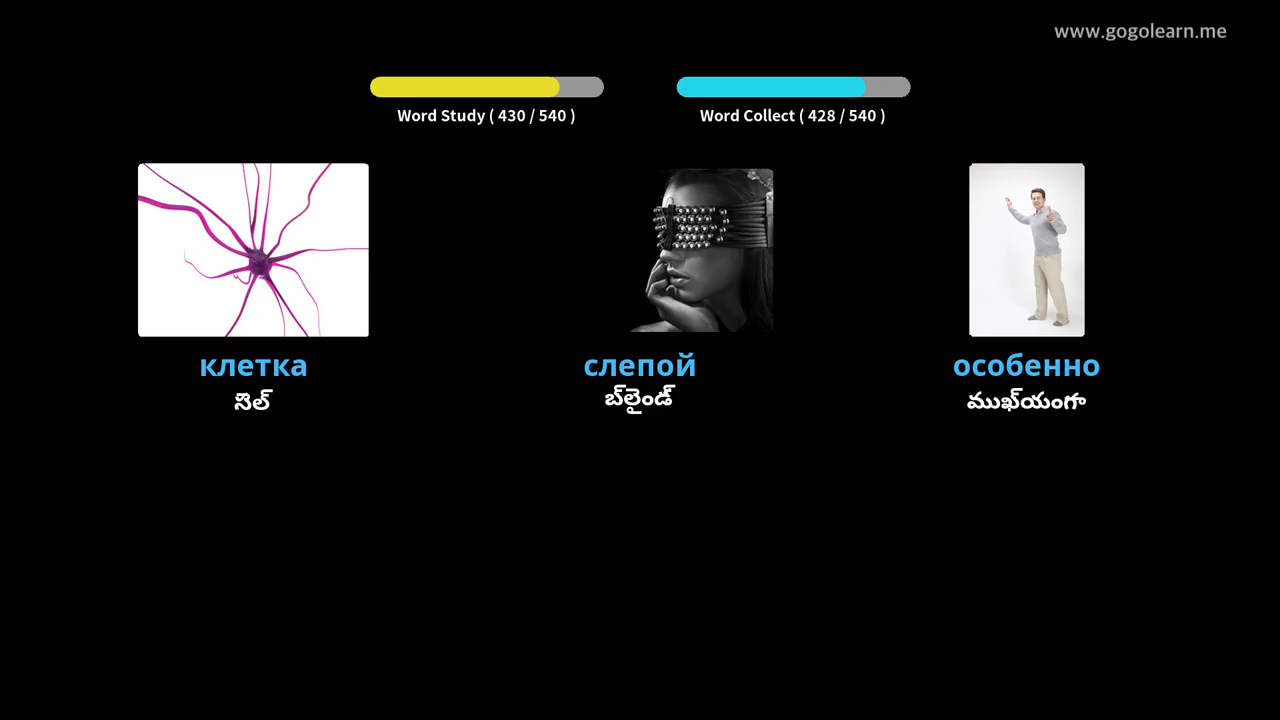 www.gogolearn.me
Word Study ( 430 / 540 )
Word Collect ( 428 / 540 )
клетка
слепой
особенно
సెల్
బ్‌లైండ్
ముఖ్‌యంగా